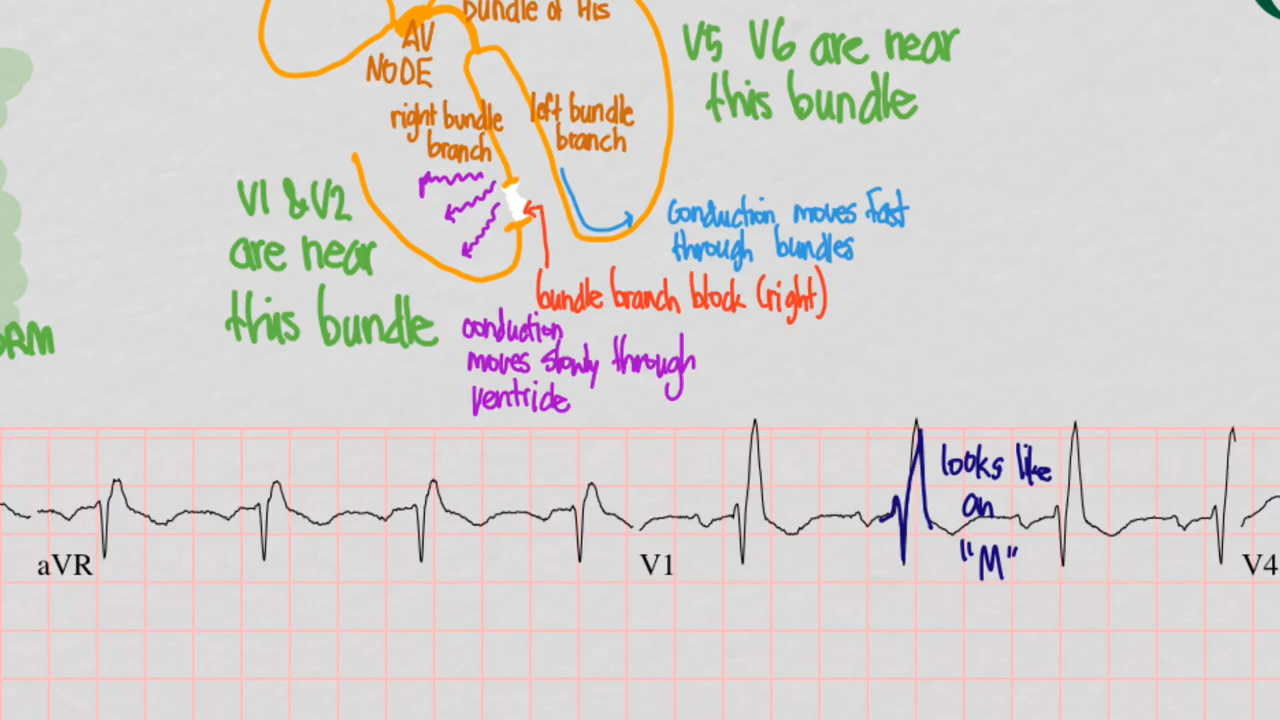 bundle of His
AV
NODE
V5 V6 are near
this bundle
right bundle
branch
left bundle
branch
V1 & V2
are near
this bundle
conduction moves fast
through bundles
bundle branch block (right)
conduction
moves slowly through
ventricle
looks like
an
"M"
aVR
V1
V4